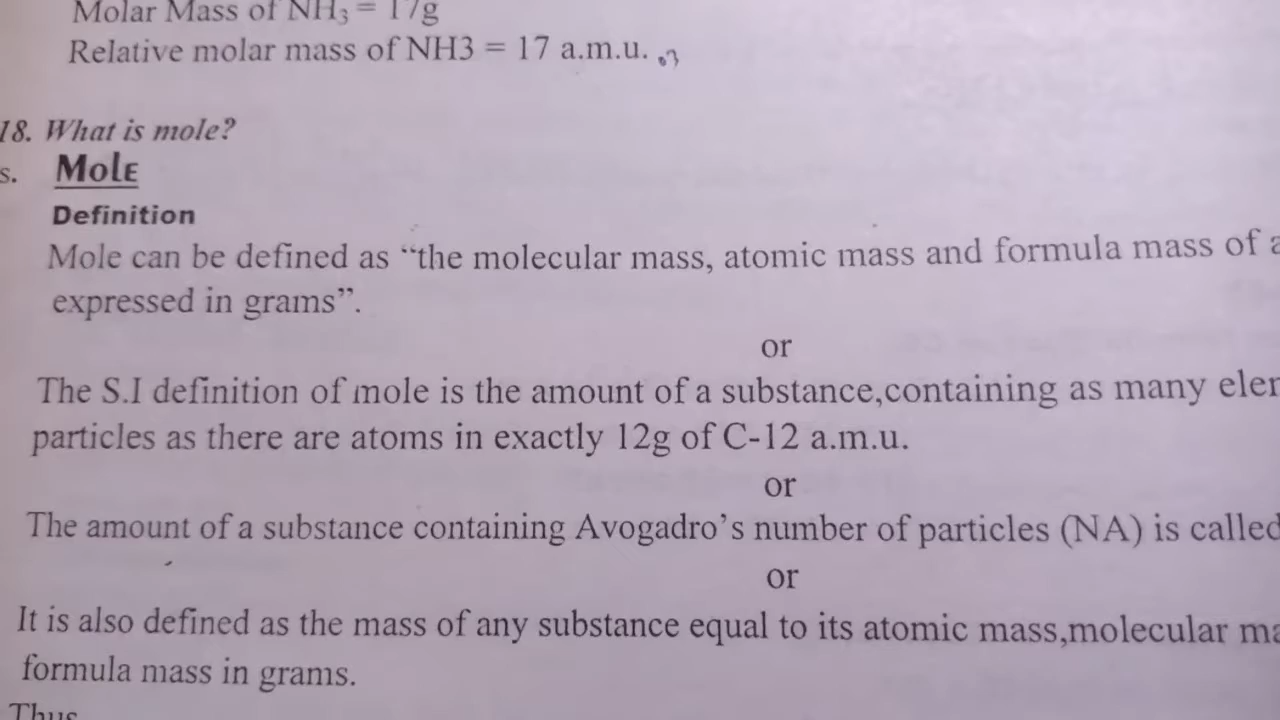 Molar Mass of NH₃ = 17g
Relative molar mass of NH3 = 17 a.m.u.
18. What is mole?
s. MOLE
Definition
Mole can be defined as “the molecular mass, atomic mass and formula mass of a
expressed in grams”.
or
The S.I definition of mole is the amount of a substance,containing as many elem
particles as there are atoms in exactly 12g of C-12 a.m.u.
or
The amount of a substance containing Avogadro’s number of particles (NA) is called
or
It is also defined as the mass of any substance equal to its atomic mass,molecular ma
formula mass in grams.
Thus